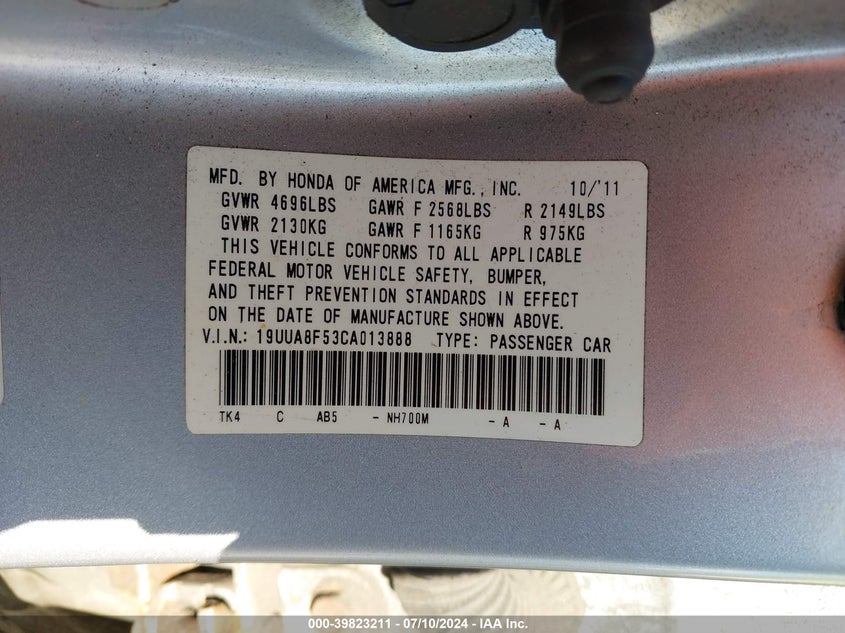 MFD. BY HONDA OF AMERICA MFG., INC. 10/'11
GVWR 4696LBS GAWR F 2568LBS R 2149LBS
GVWR 2130KG GAWR F 1165KG R 975KG
THIS VEHICLE CONFORMS TO ALL APPLICABLE
FEDERAL MOTOR VEHICLE SAFETY, BUMPER,
AND THEFT PREVENTION STANDARDS IN EFFECT
ON THE DATE OF MANUFACTURE SHOWN ABOVE.
V.I.N.: 19UUA8F53CA013888 TYPE: PASSENGER CAR
TK4 C AB5 - NH700M - A - A
000-39823211 - 07/10/2024 - IAA Inc.